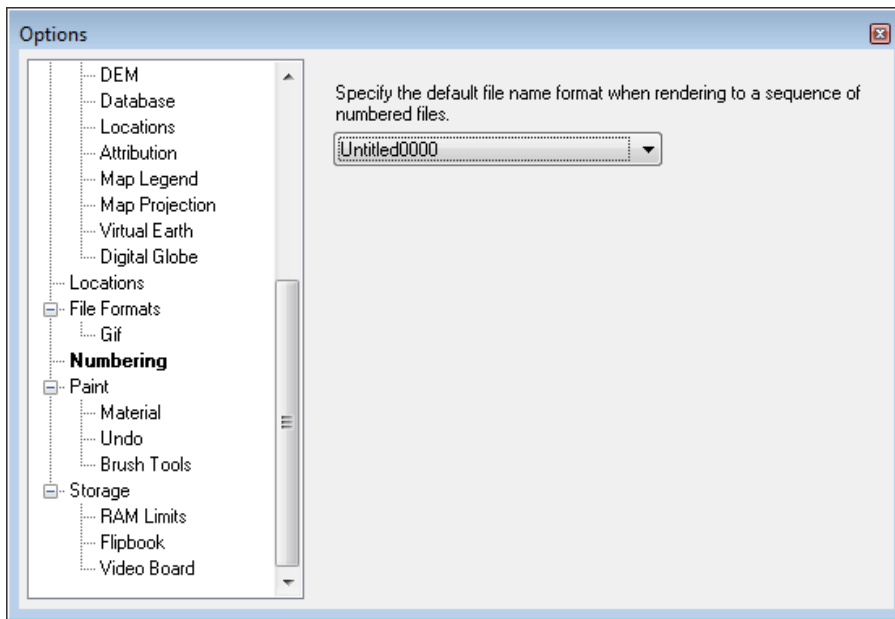 Options
DEM
Database
Locations
Attribution
Map Legend
Map Projection
Virtual Earth
Digital Globe
Locations
File Formats
Gif
Numbering
Paint
Material
Undo
Brush Tools
Storage
RAM Limits
Flipbook
Video Board
Specify the default file name format when rendering to a sequence of
numbered files.
Untitled0000